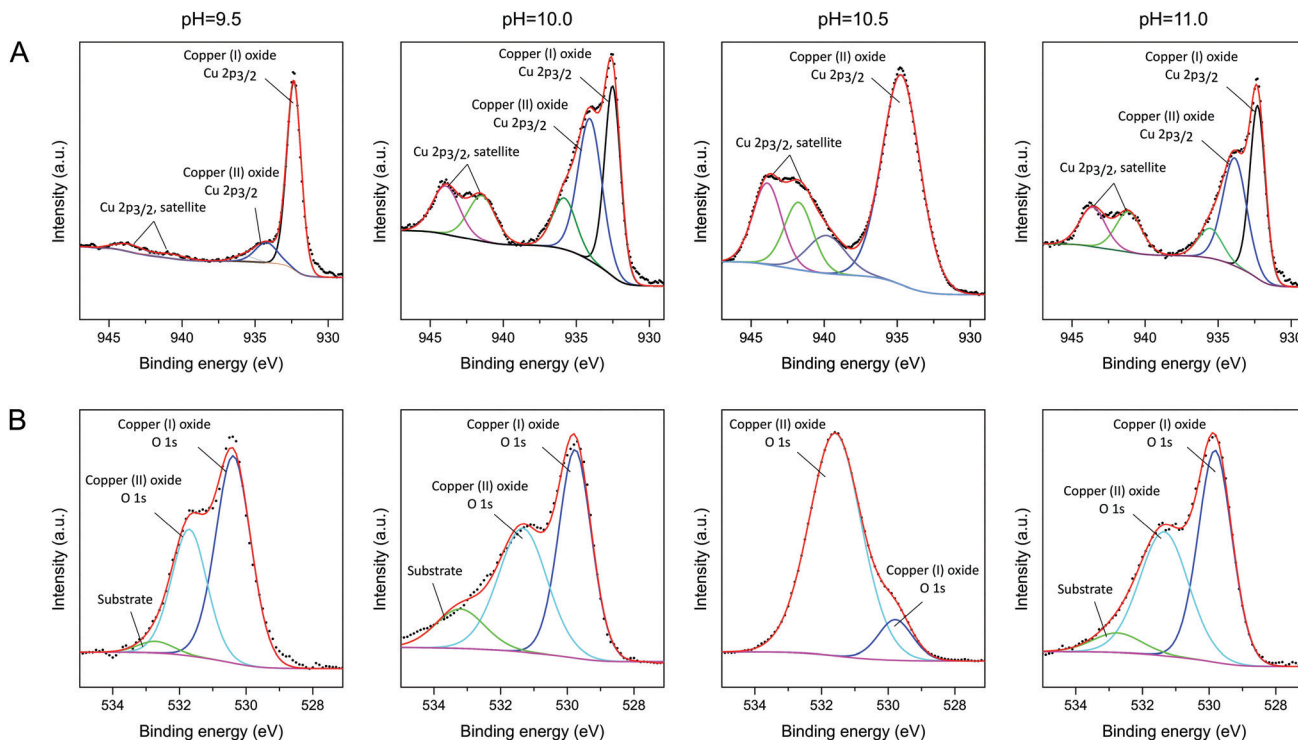 pH=9.5
pH=10.0
pH=10.5
pH=11.0
A
Intensity (a.u.)
Copper (I) oxide
Cu 2p3/2
Copper (II) oxide
Cu 2p3/2
Cu 2p3/2, satellite
945
940
935
930
Binding energy (eV)
Intensity (a.u.)
Copper (I) oxide
Cu 2p3/2
Copper (II) oxide
Cu 2p3/2
Cu 2p3/2, satellite
945
940
935
930
Binding energy (eV)
Intensity (a.u.)
Copper (II) oxide
Cu 2p3/2
Cu 2p3/2, satellite
945
940
935
930
Binding energy (eV)
Intensity (a.u.)
Copper (I) oxide
Cu 2p3/2
Copper (II) oxide
Cu 2p3/2
Cu 2p3/2, satellite
945
940
935
930
Binding energy (eV)
B
Intensity (a.u.)
Copper (I) oxide
O 1s
Copper (II) oxide
O 1s
Substrate
534
532
530
528
Binding energy (eV)
Intensity (a.u.)
Copper (I) oxide
O 1s
Copper (II) oxide
O 1s
Substrate
534
532
530
528
Binding energy (eV)
Intensity (a.u.)
Copper (II) oxide
O 1s
Copper (I) oxide
O 1s
534
532
530
528
Binding energy (eV)
Intensity (a.u.)
Copper (I) oxide
O 1s
Copper (II) oxide
O 1s
Substrate
534
532
530
528
Binding energy (eV)